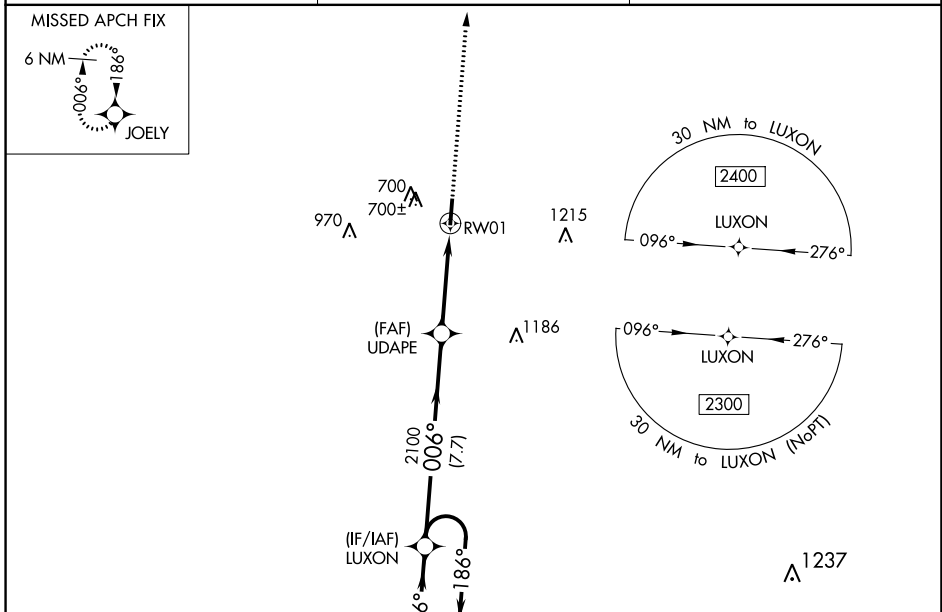 MISSED APCH FIX
6 NM
006°
186°
JOELY
700
700±
970
RW01
1215
30 NM to LUXON
2400
LUXON
096°
276°
(FAF)
UDAPE
1186
096°
276°
LUXON
2300
30 NM to LUXON (NoPT)
2100
006°
(7.7)
(IF/IAF)
LUXON
186°
6°
1237